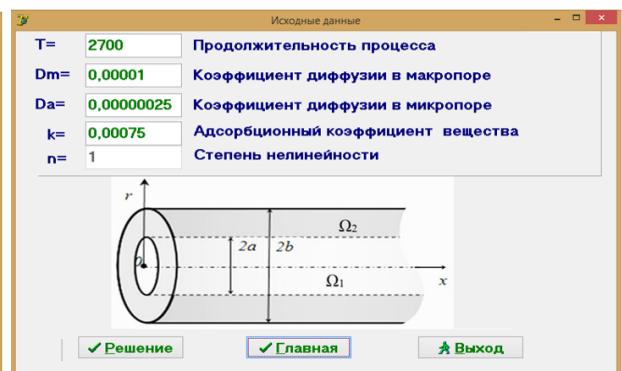 Исходные данные
T= 2700 Продолжительность процесса
Dm= 0,00001 Коэффициент диффузии в макропоре
Da= 0,00000025 Коэффициент диффузии в микропоре
k= 0,00075 Адсорбционный коэффициент вещества
n= 1 Степень нелинейности
r
Ω₂
2a 2b
0
Ω₁
x
Решение Главная Выход